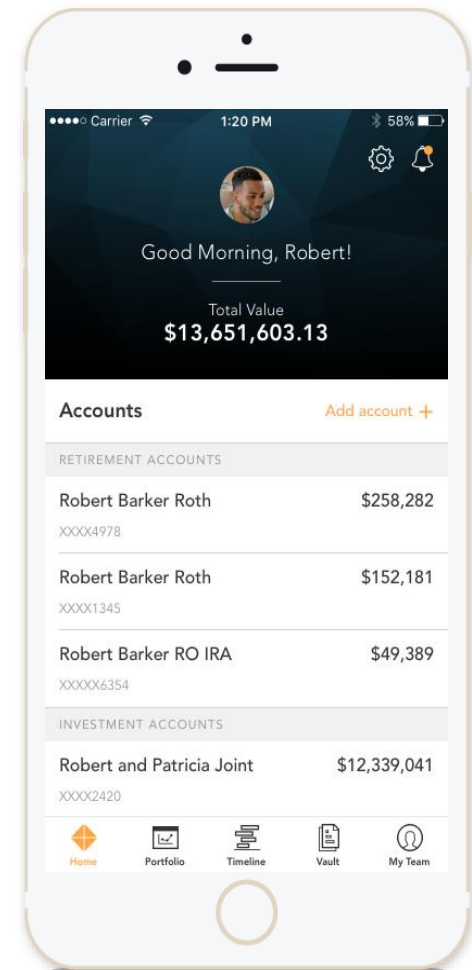 Carrier 1:20 PM 58%
Good Morning, Robert!
Total Value
$13,651,603.13
Accounts Add account +
RETIREMENT ACCOUNTS
Robert Barker Roth $258,282
XXXX4978
Robert Barker Roth $152,181
XXXX1345
Robert Barker RO IRA $49,389
XXXXX6354
INVESTMENT ACCOUNTS
Robert and Patricia Joint $12,339,041
XXXX2420
Home Portfolio Timeline Vault My Team